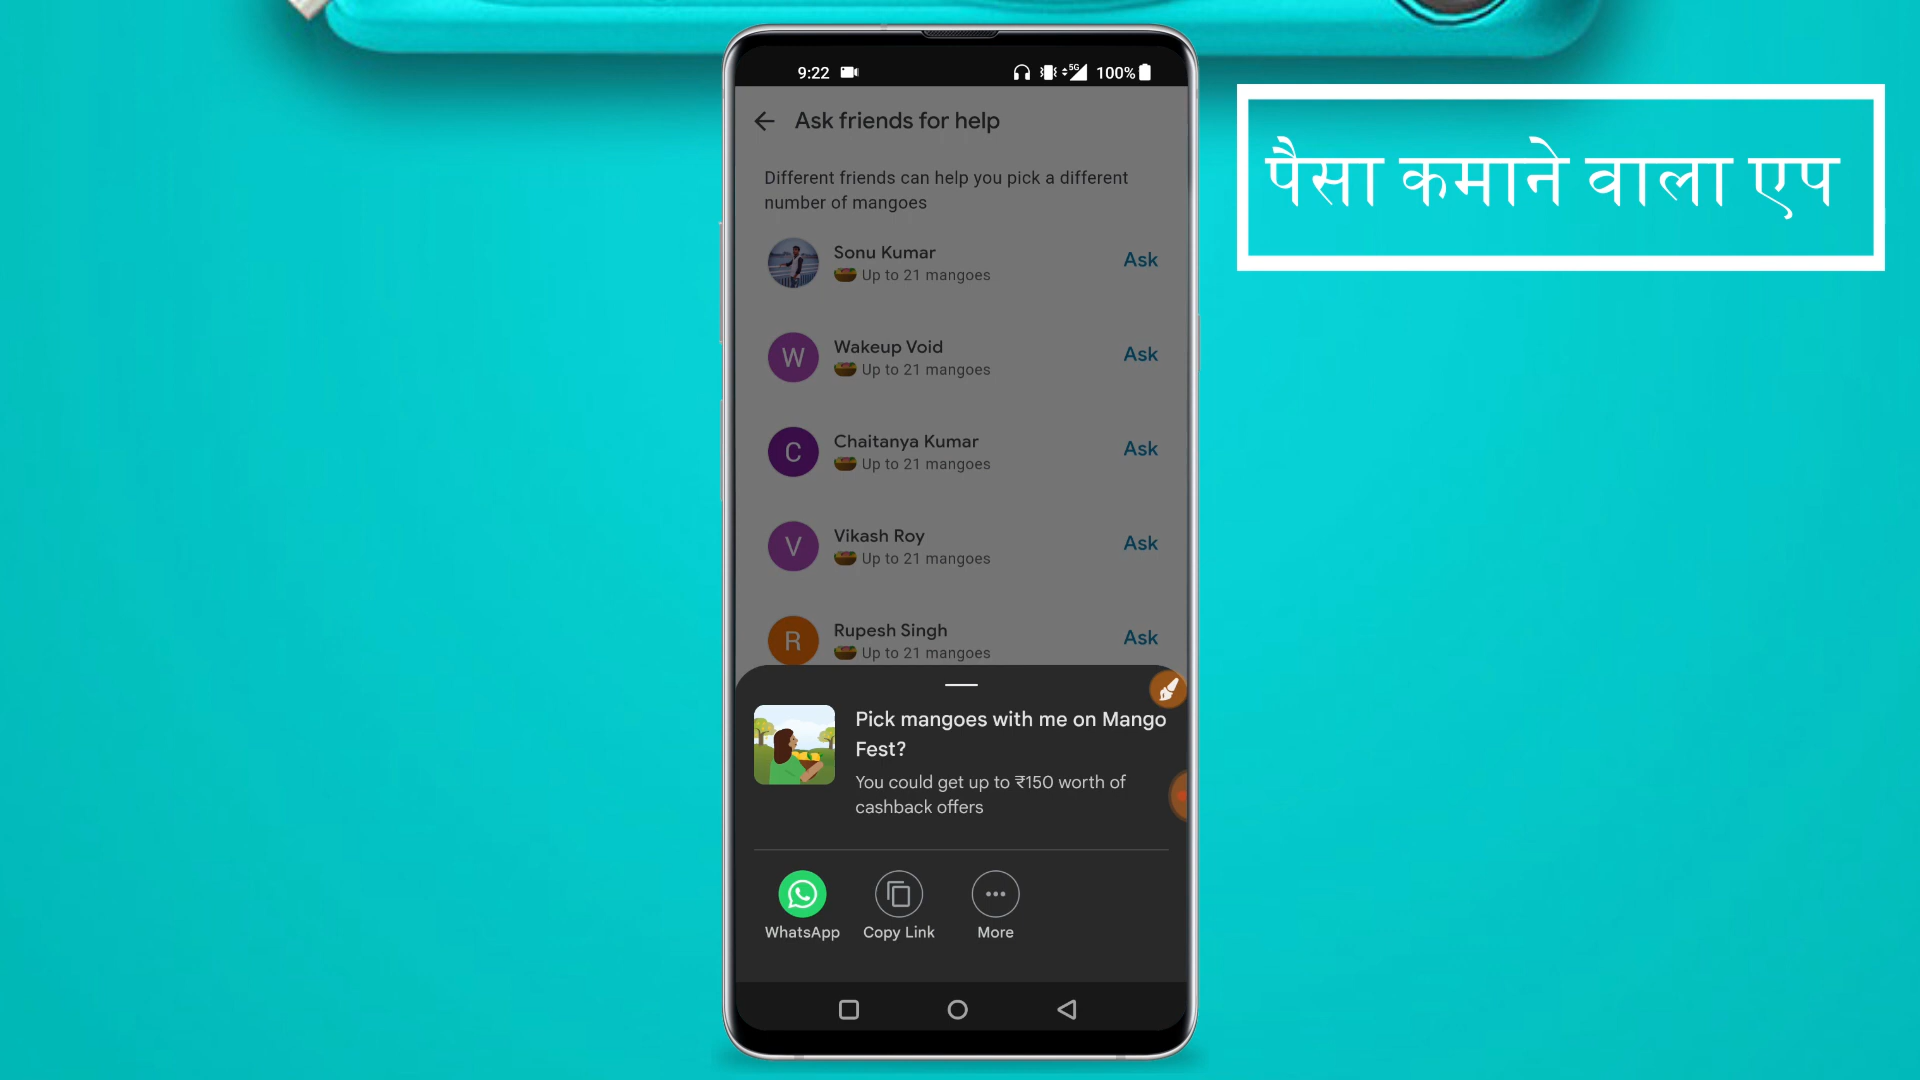 9:22
5G
100%
Ask friends for help
Different friends can help you pick a different
number of mangoes
Sonu Kumar
Up to 21 mangoes
Ask
W
Wakeup Void
Up to 21 mangoes
Ask
C
Chaitanya Kumar
Up to 21 mangoes
Ask
V
Vikash Roy
Up to 21 mangoes
Ask
R
Rupesh Singh
Up to 21 mangoes
Ask
Pick mangoes with me on Mango
Fest?
You could get up to ₹150 worth of
cashback offers
WhatsApp
Copy Link
More
पैसा कमाने वाला एप